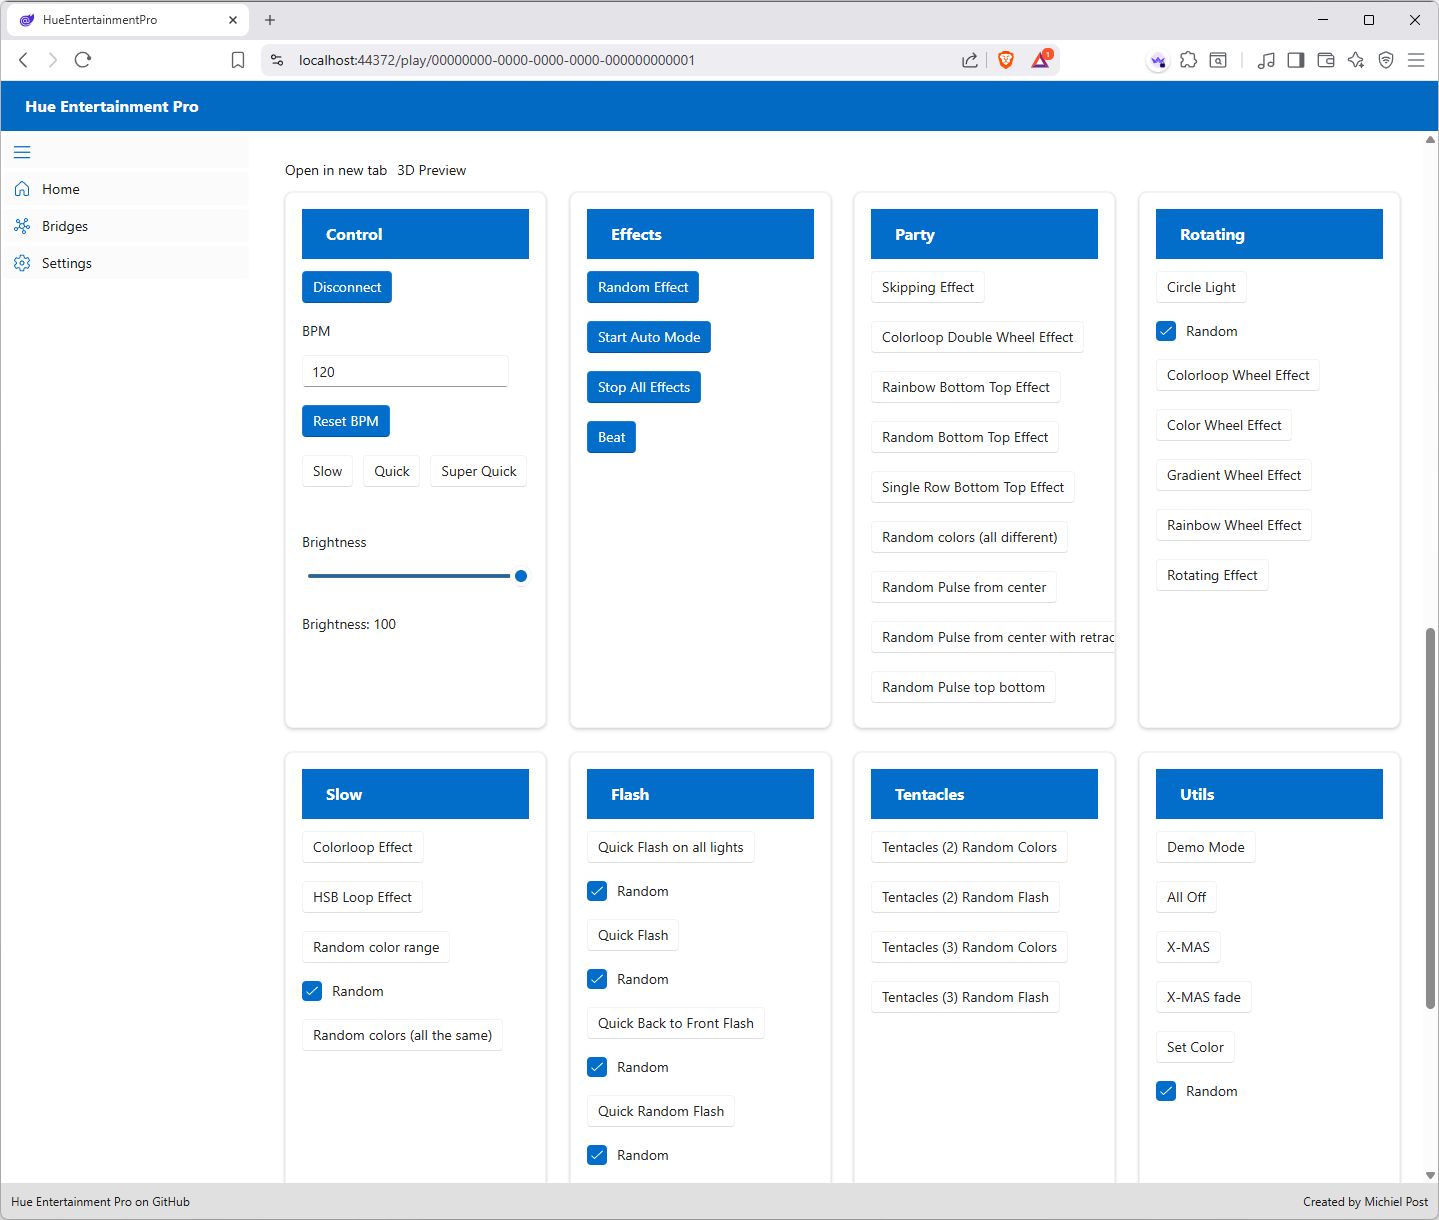 HueEntertainmentPro
localhost:44372/play/00000000-0000-0000-0000-000000000001
1
Hue Entertainment Pro
Home
Bridges
Settings
Open in new tab 3D Preview
Control
Disconnect
BPM
120
Reset BPM
Slow Quick Super Quick
Brightness
Brightness: 100
Effects
Random Effect
Start Auto Mode
Stop All Effects
Beat
Party
Skipping Effect
Colorloop Double Wheel Effect
Rainbow Bottom Top Effect
Random Bottom Top Effect
Single Row Bottom Top Effect
Random colors (all different)
Random Pulse from center
Random Pulse from center with retrac
Random Pulse top bottom
Rotating
Circle Light
Random
Colorloop Wheel Effect
Color Wheel Effect
Gradient Wheel Effect
Rainbow Wheel Effect
Rotating Effect
Slow
Colorloop Effect
HSB Loop Effect
Random color range
Random
Random colors (all the same)
Flash
Quick Flash on all lights
Random
Quick Flash
Random
Quick Back to Front Flash
Random
Quick Random Flash
Random
Tentacles
Tentacles (2) Random Colors
Tentacles (2) Random Flash
Tentacles (3) Random Colors
Tentacles (3) Random Flash
Utils
Demo Mode
All Off
X-MAS
X-MAS fade
Set Color
Random
Hue Entertainment Pro on GitHub
Created by Michiel Post